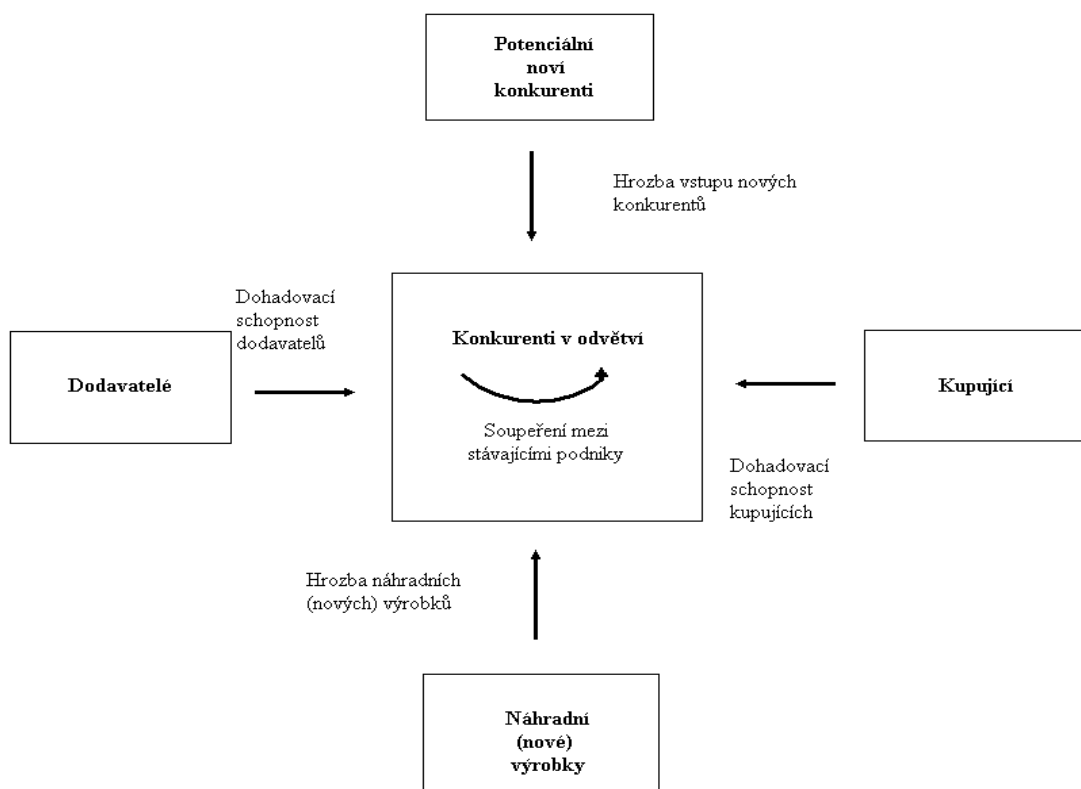 Potenciální
noví
konkurenti
Hrozba vstupu nových
konkurentů
Dohadovací
schopnost
dodavatelů
Dodavatelé
Konkurenti v odvětví
Soupeření mezi
stávajícími podniky
Kupující
Dohadovací
schopnost
kupujících
Hrozba náhradních
(nových) výrobků
Náhradní
(nové)
výrobky